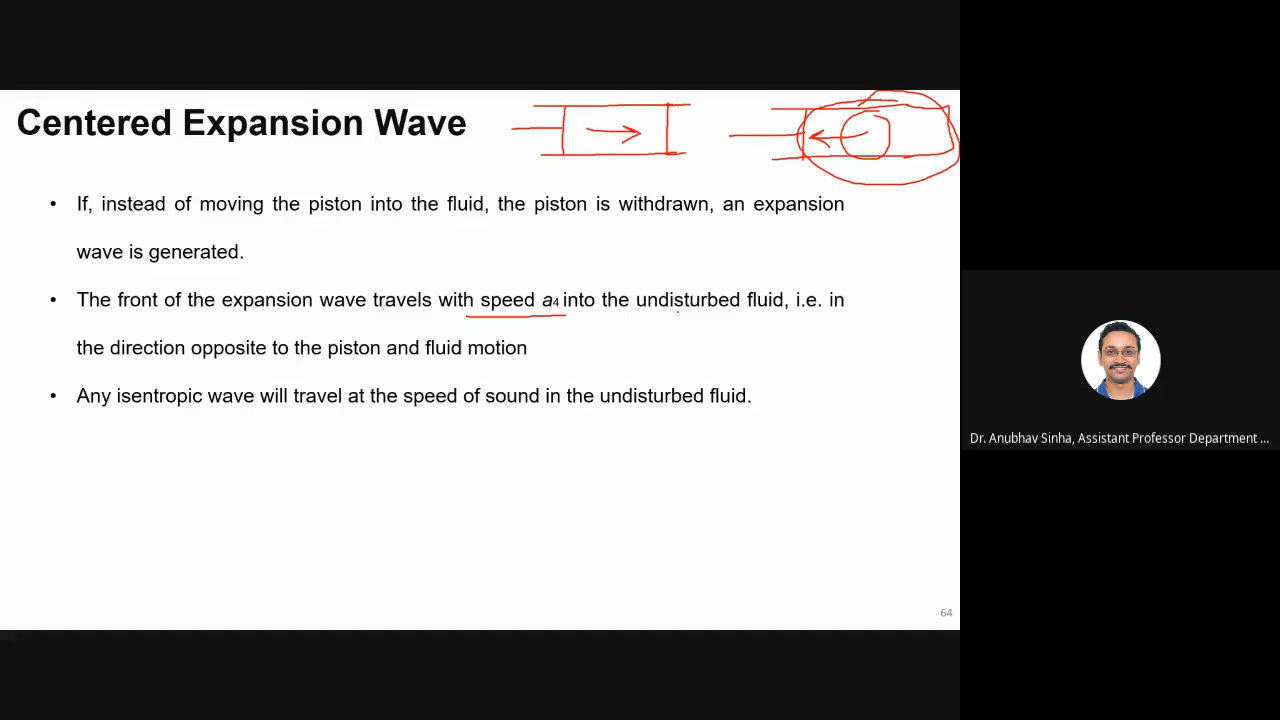 Centered Expansion Wave
• If, instead of moving the piston into the fluid, the piston is withdrawn, an expansion
wave is generated.
• The front of the expansion wave travels with speed a4 into the undisturbed fluid, i.e. in
the direction opposite to the piston and fluid motion
• Any isentropic wave will travel at the speed of sound in the undisturbed fluid.
64
Dr. Anubhav Sinha, Assistant Professor Department ...